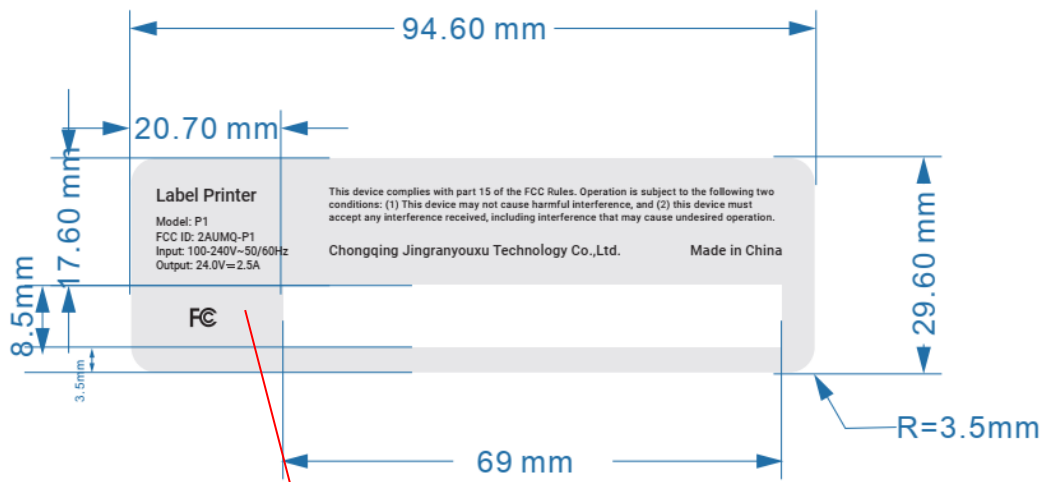 94.60 mm
20.70 mm
17.60 mm
8.5mm
3.5mm
Label Printer
Model: P1
FCC ID: 2AUMQ-P1
Input: 100-240V~50/60Hz
Output: 24.0V⎓2.5A
FC
This device complies with part 15 of the FCC Rules. Operation is subject to the following two
conditions: (1) This device may not cause harmful interference, and (2) this device must
accept any interference received, including interference that may cause undesired operation.
Chongqing Jingranyouxu Technology Co.,Ltd. Made in China
29.60 mm
R=3.5mm
69 mm